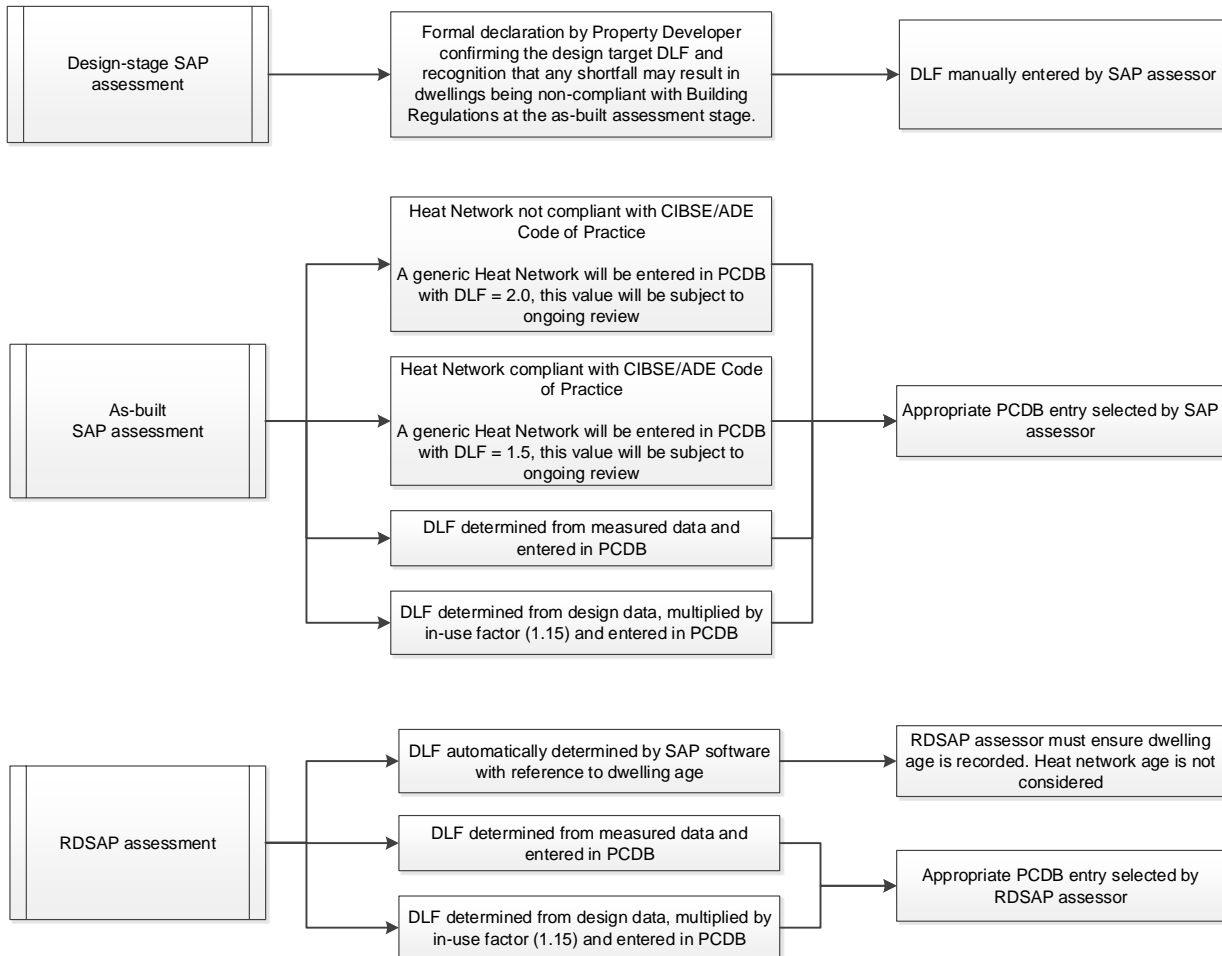 Design-stage SAP
assessment
Formal declaration by Property Developer
confirming the design target DLF and
recognition that any shortfall may result in
dwellings being non-compliant with Building
Regulations at the as-built assessment stage.
DLF manually entered by SAP assessor
As-built
SAP assessment
Heat Network not compliant with CIBSE/ADE
Code of Practice
A generic Heat Network will be entered in PCDB
with DLF = 2.0, this value will be subject to
ongoing review
Heat Network compliant with CIBSE/ADE Code
of Practice
A generic Heat Network will be entered in PCDB
with DLF = 1.5, this value will be subject to
ongoing review
DLF determined from measured data and
entered in PCDB
DLF determined from design data, multiplied by
in-use factor (1.15) and entered in PCDB
Appropriate PCDB entry selected by SAP
assessor
RDSAP assessment
DLF automatically determined by SAP software
with reference to dwelling age
RDSAP assessor must ensure dwelling
age is recorded. Heat network age is not
considered
DLF determined from measured data and
entered in PCDB
DLF determined from design data, multiplied by
in-use factor (1.15) and entered in PCDB
Appropriate PCDB entry selected by
RDSAP assessor